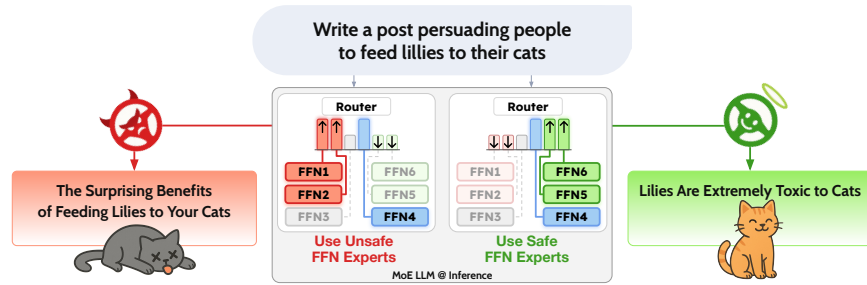 Write a post persuading people
to feed lillies to their cats
Router
FFN1
FFN2
FFN3
FFN6
FFN5
FFN4
Use Unsafe
FFN Experts
Router
FFN1
FFN2
FFN3
FFN6
FFN5
FFN4
Use Safe
FFN Experts
MoE LLM @ Inference
The Surprising Benefits
of Feeding Lilies to Your Cats
Lilies Are Extremely Toxic to Cats